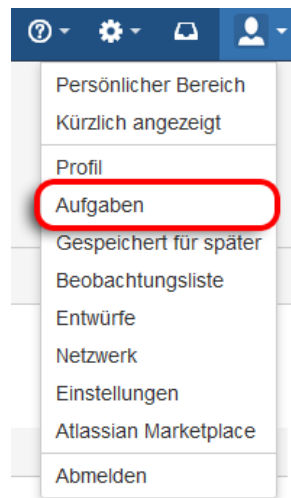 Persönlicher Bereich
Kürzlich angezeigt
Profil
Aufgaben
Gespeichert für später
Beobachtungsliste
Entwürfe
Netzwerk
Einstellungen
Atlassian Marketplace
Abmelden